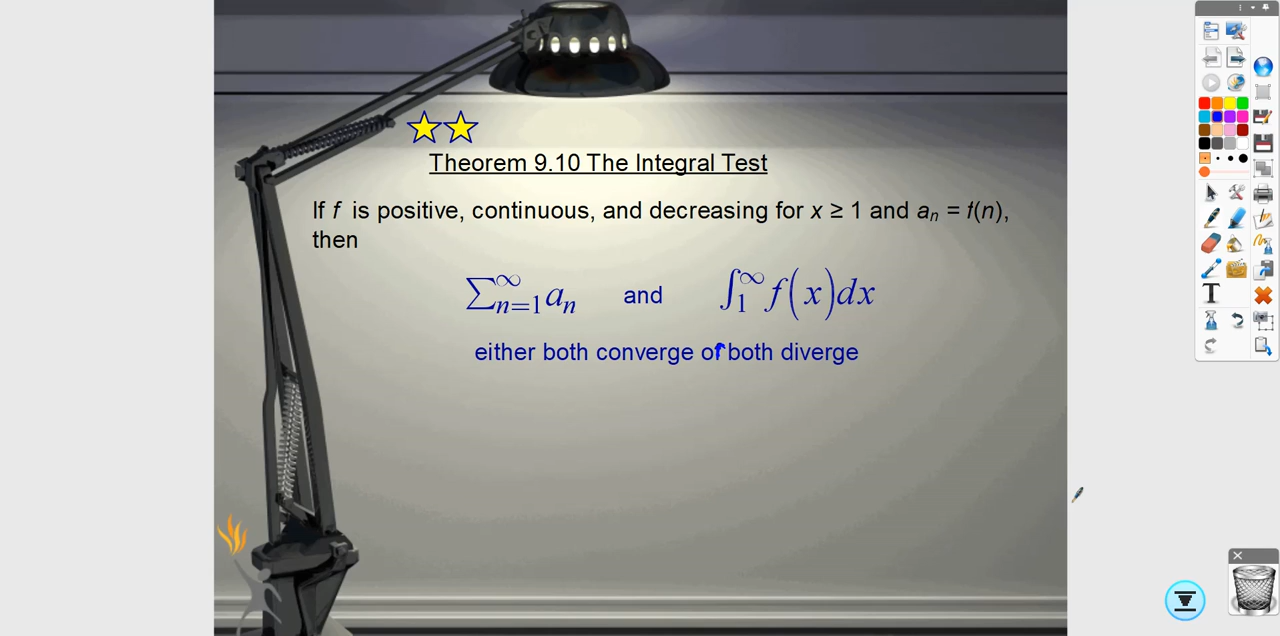 Theorem 9.10 The Integral Test
If f is positive, continuous, and decreasing for x ≥ 1 and aₙ = f(n),
then
∑_{n=1}^{∞} aₙ and ∫_{1}^{∞} f(x)dx
either both converge or both diverge
T